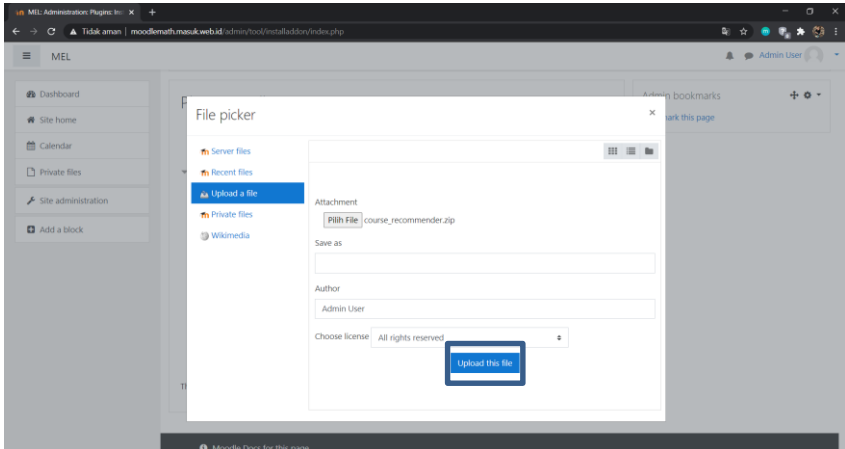 MEL: Administration: Plugins: Ins
Tidak aman | moodlemath.masuk.web.id/admin/tool/installaddon/index.php
MEL
Admin User
Dashboard
Site home
Calendar
Private files
Site administration
Add a block
Admin bookmarks
ark this page
File picker
Server files
Recent files
Upload a file
Private files
Wikimedia
Attachment
Pilih File course_recommender.zip
Save as
Author
Admin User
Choose license All rights reserved
Upload this file
Moodle Docs for this page